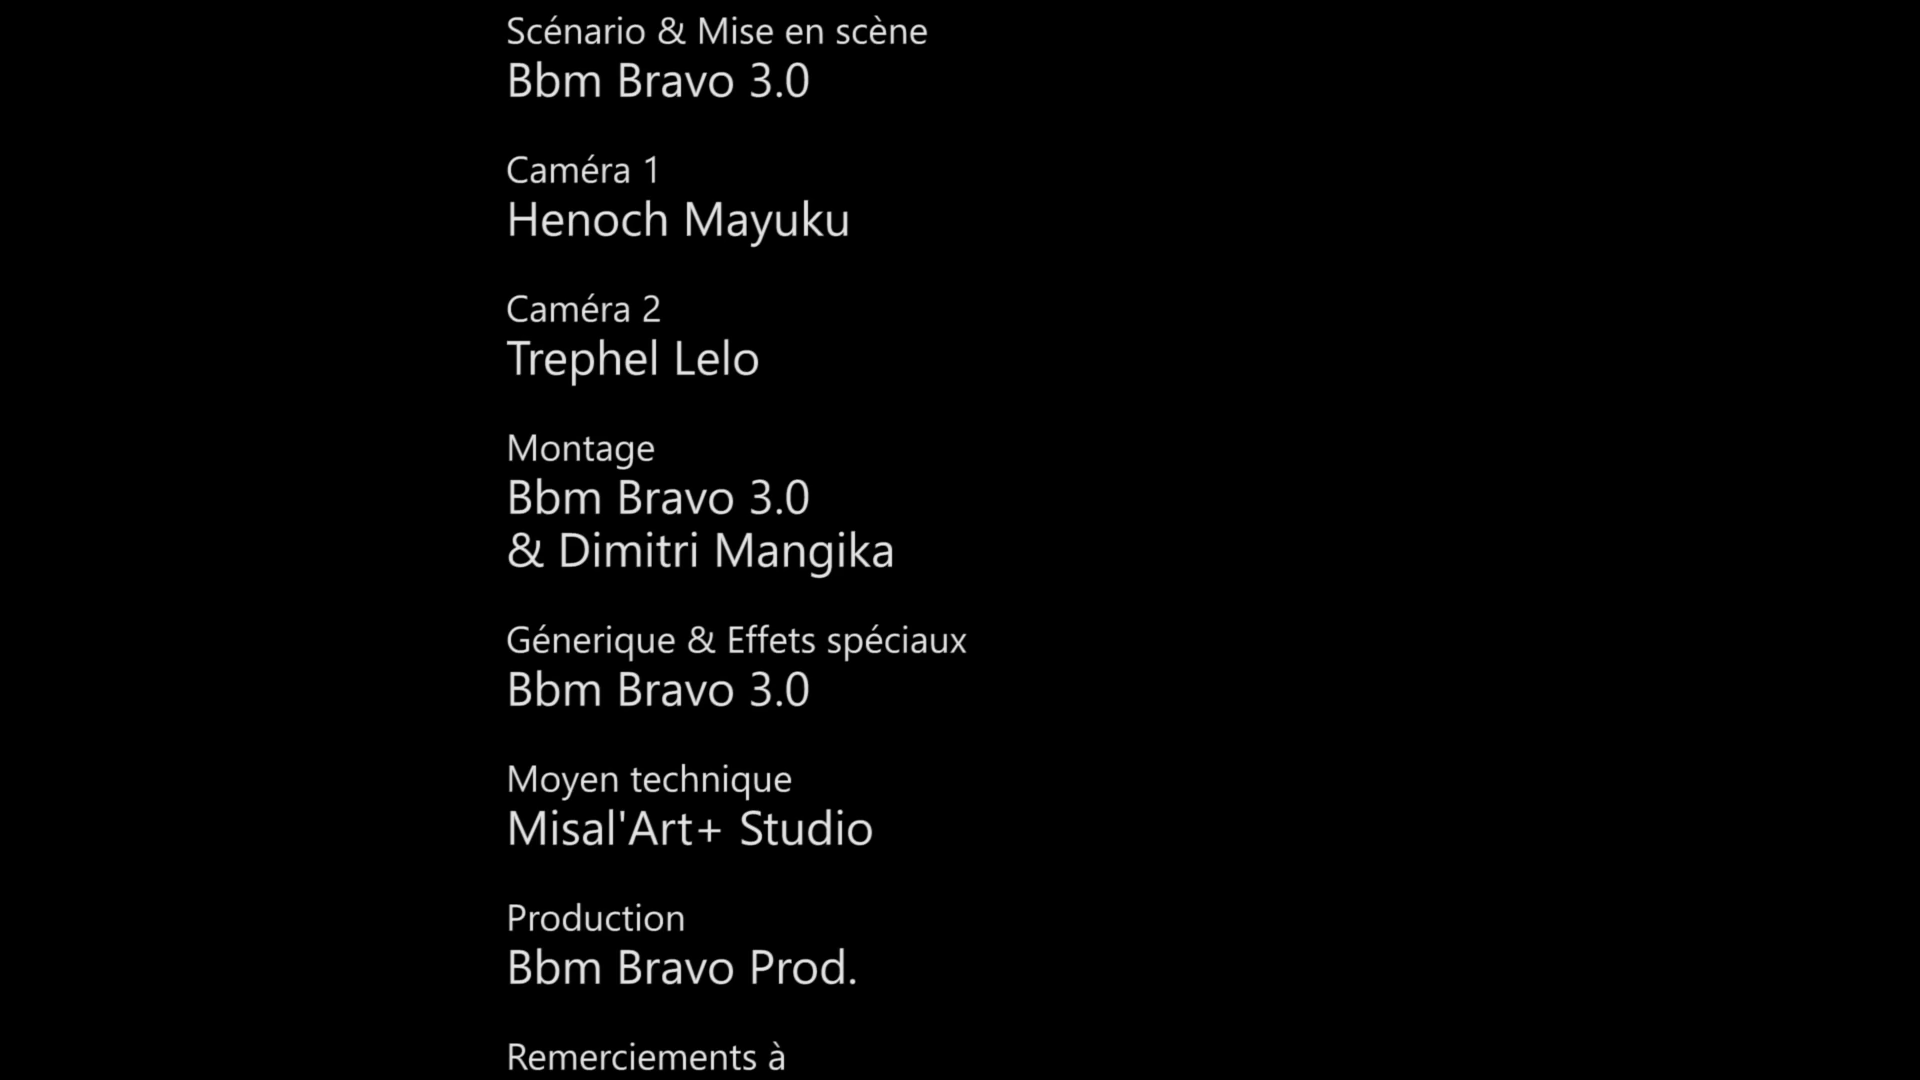 Scénario & Mise en scène
Bbm Bravo 3.0
Caméra 1
Henoch Mayuku
Caméra 2
Trephel Lelo
Montage
Bbm Bravo 3.0
& Dimitri Mangika
Génerique & Effets spéciaux
Bbm Bravo 3.0
Moyen technique
Misal'Art+ Studio
Production
Bbm Bravo Prod.
Remerciements à